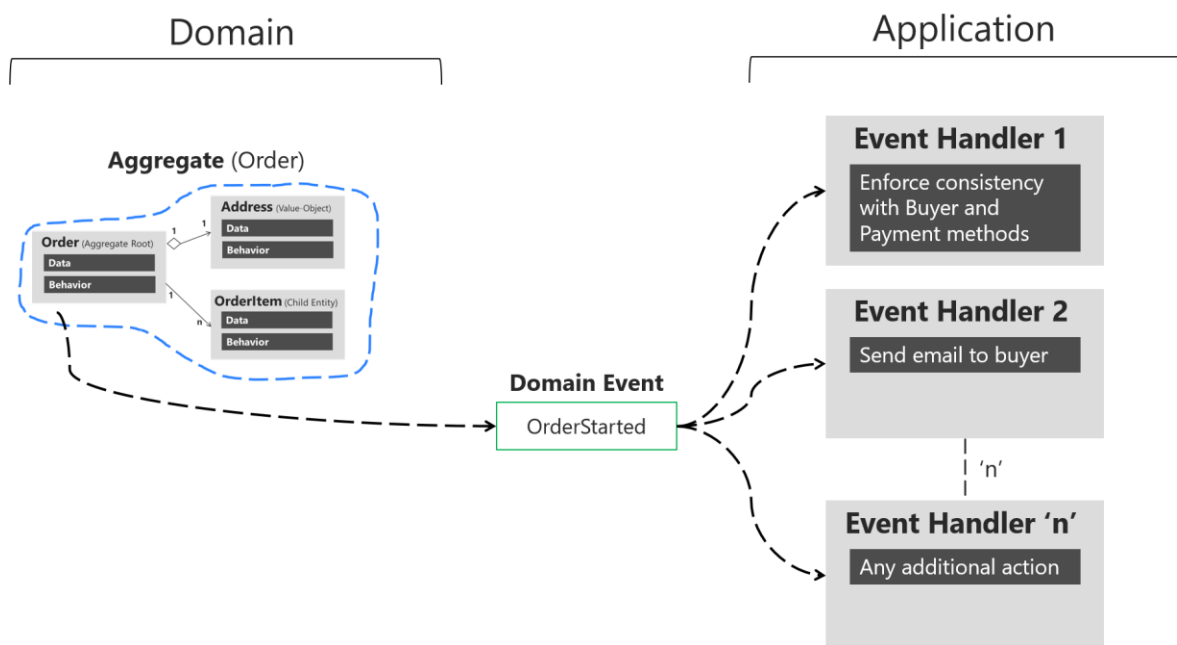 Domain
Application
Aggregate (Order)
Order (Aggregate Root)
Data
Behavior
1
1
Address (Value-Object)
Data
Behavior
1
n
OrderItem (Child Entity)
Data
Behavior
Domain Event
OrderStarted
Event Handler 1
Enforce consistency
with Buyer and
Payment methods
Event Handler 2
Send email to buyer
‘n’
Event Handler ‘n’
Any additional action